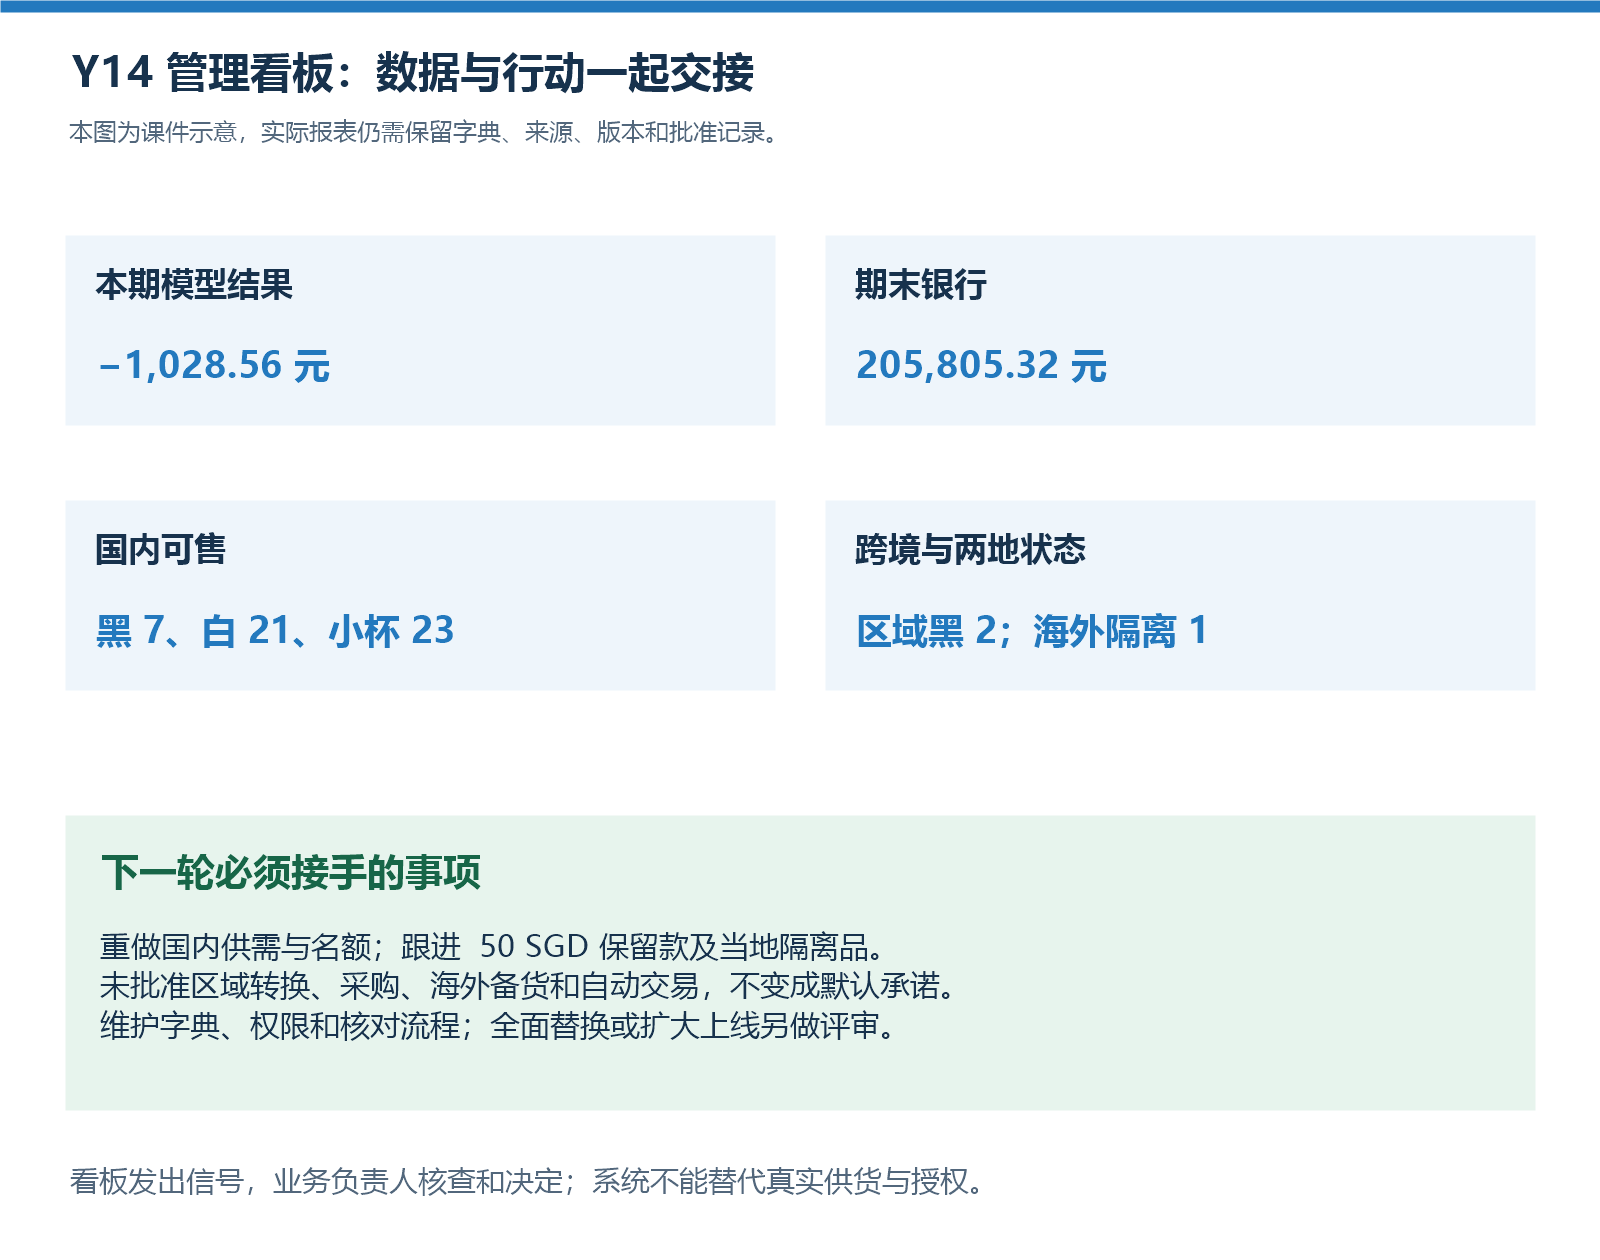 Y14 管理看板：数据与行动一起交接
本图为课件示意，实际报表仍需保留字典、来源、版本和批准记录。
本期模型结果
−1,028.56 元
期末银行
205,805.32 元
国内可售
黑 7、白 21、小杯 23
跨境与两地状态
区域黑 2；海外隔离 1
下一轮必须接手的事项
重做国内供需与名额；跟进 50 SGD 保留款及当地隔离品。
未批准区域转换、采购、海外备货和自动交易，不变成默认承诺。
维护字典、权限和核对流程；全面替换或扩大上线另做评审。
看板发出信号，业务负责人核查和决定；系统不能替代真实供货与授权。